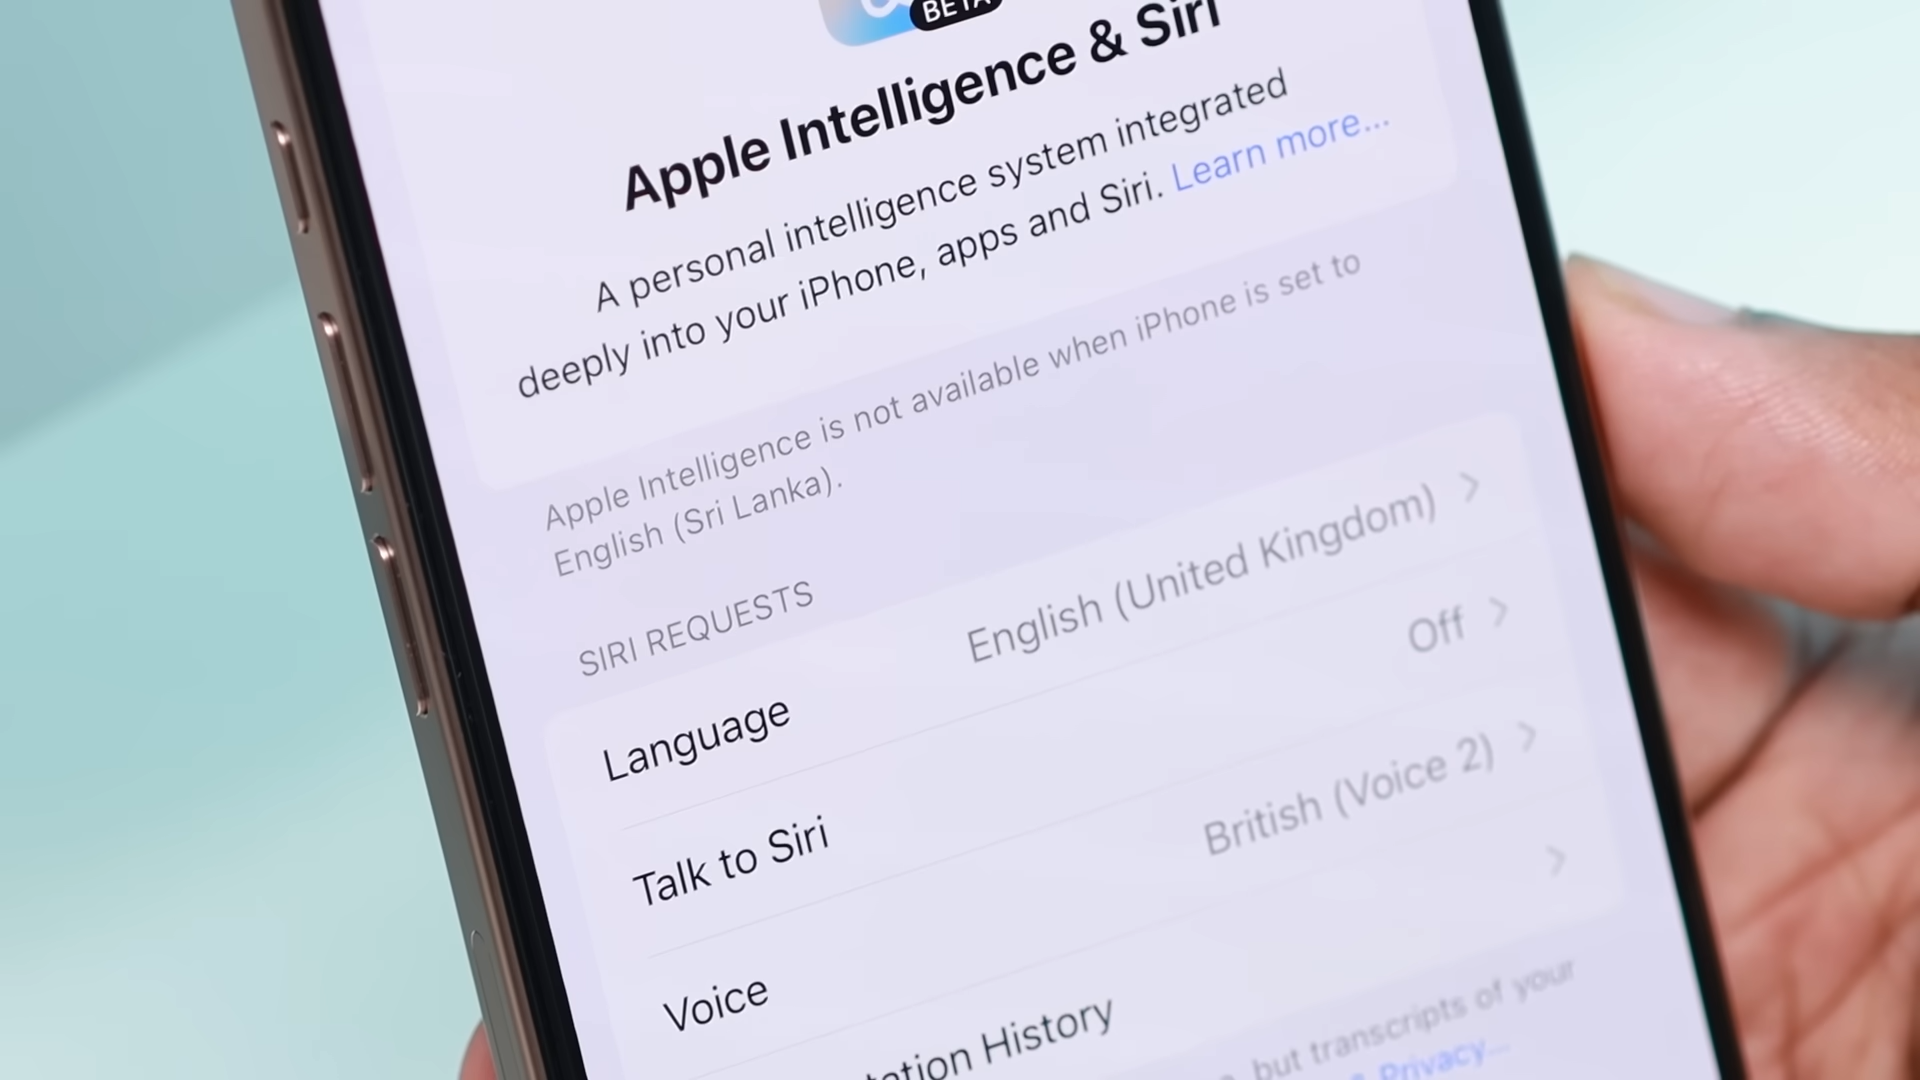 BETA
Apple Intelligence & Siri
A personal intelligence system integrated
deeply into your iPhone, apps and Siri. Learn more...
Apple Intelligence is not available when iPhone is set to
English (Sri Lanka).
SIRI REQUESTS
Language English (United Kingdom)
Talk to Siri Off
Voice British (Voice 2)
History
but transcripts of your
Privacy...